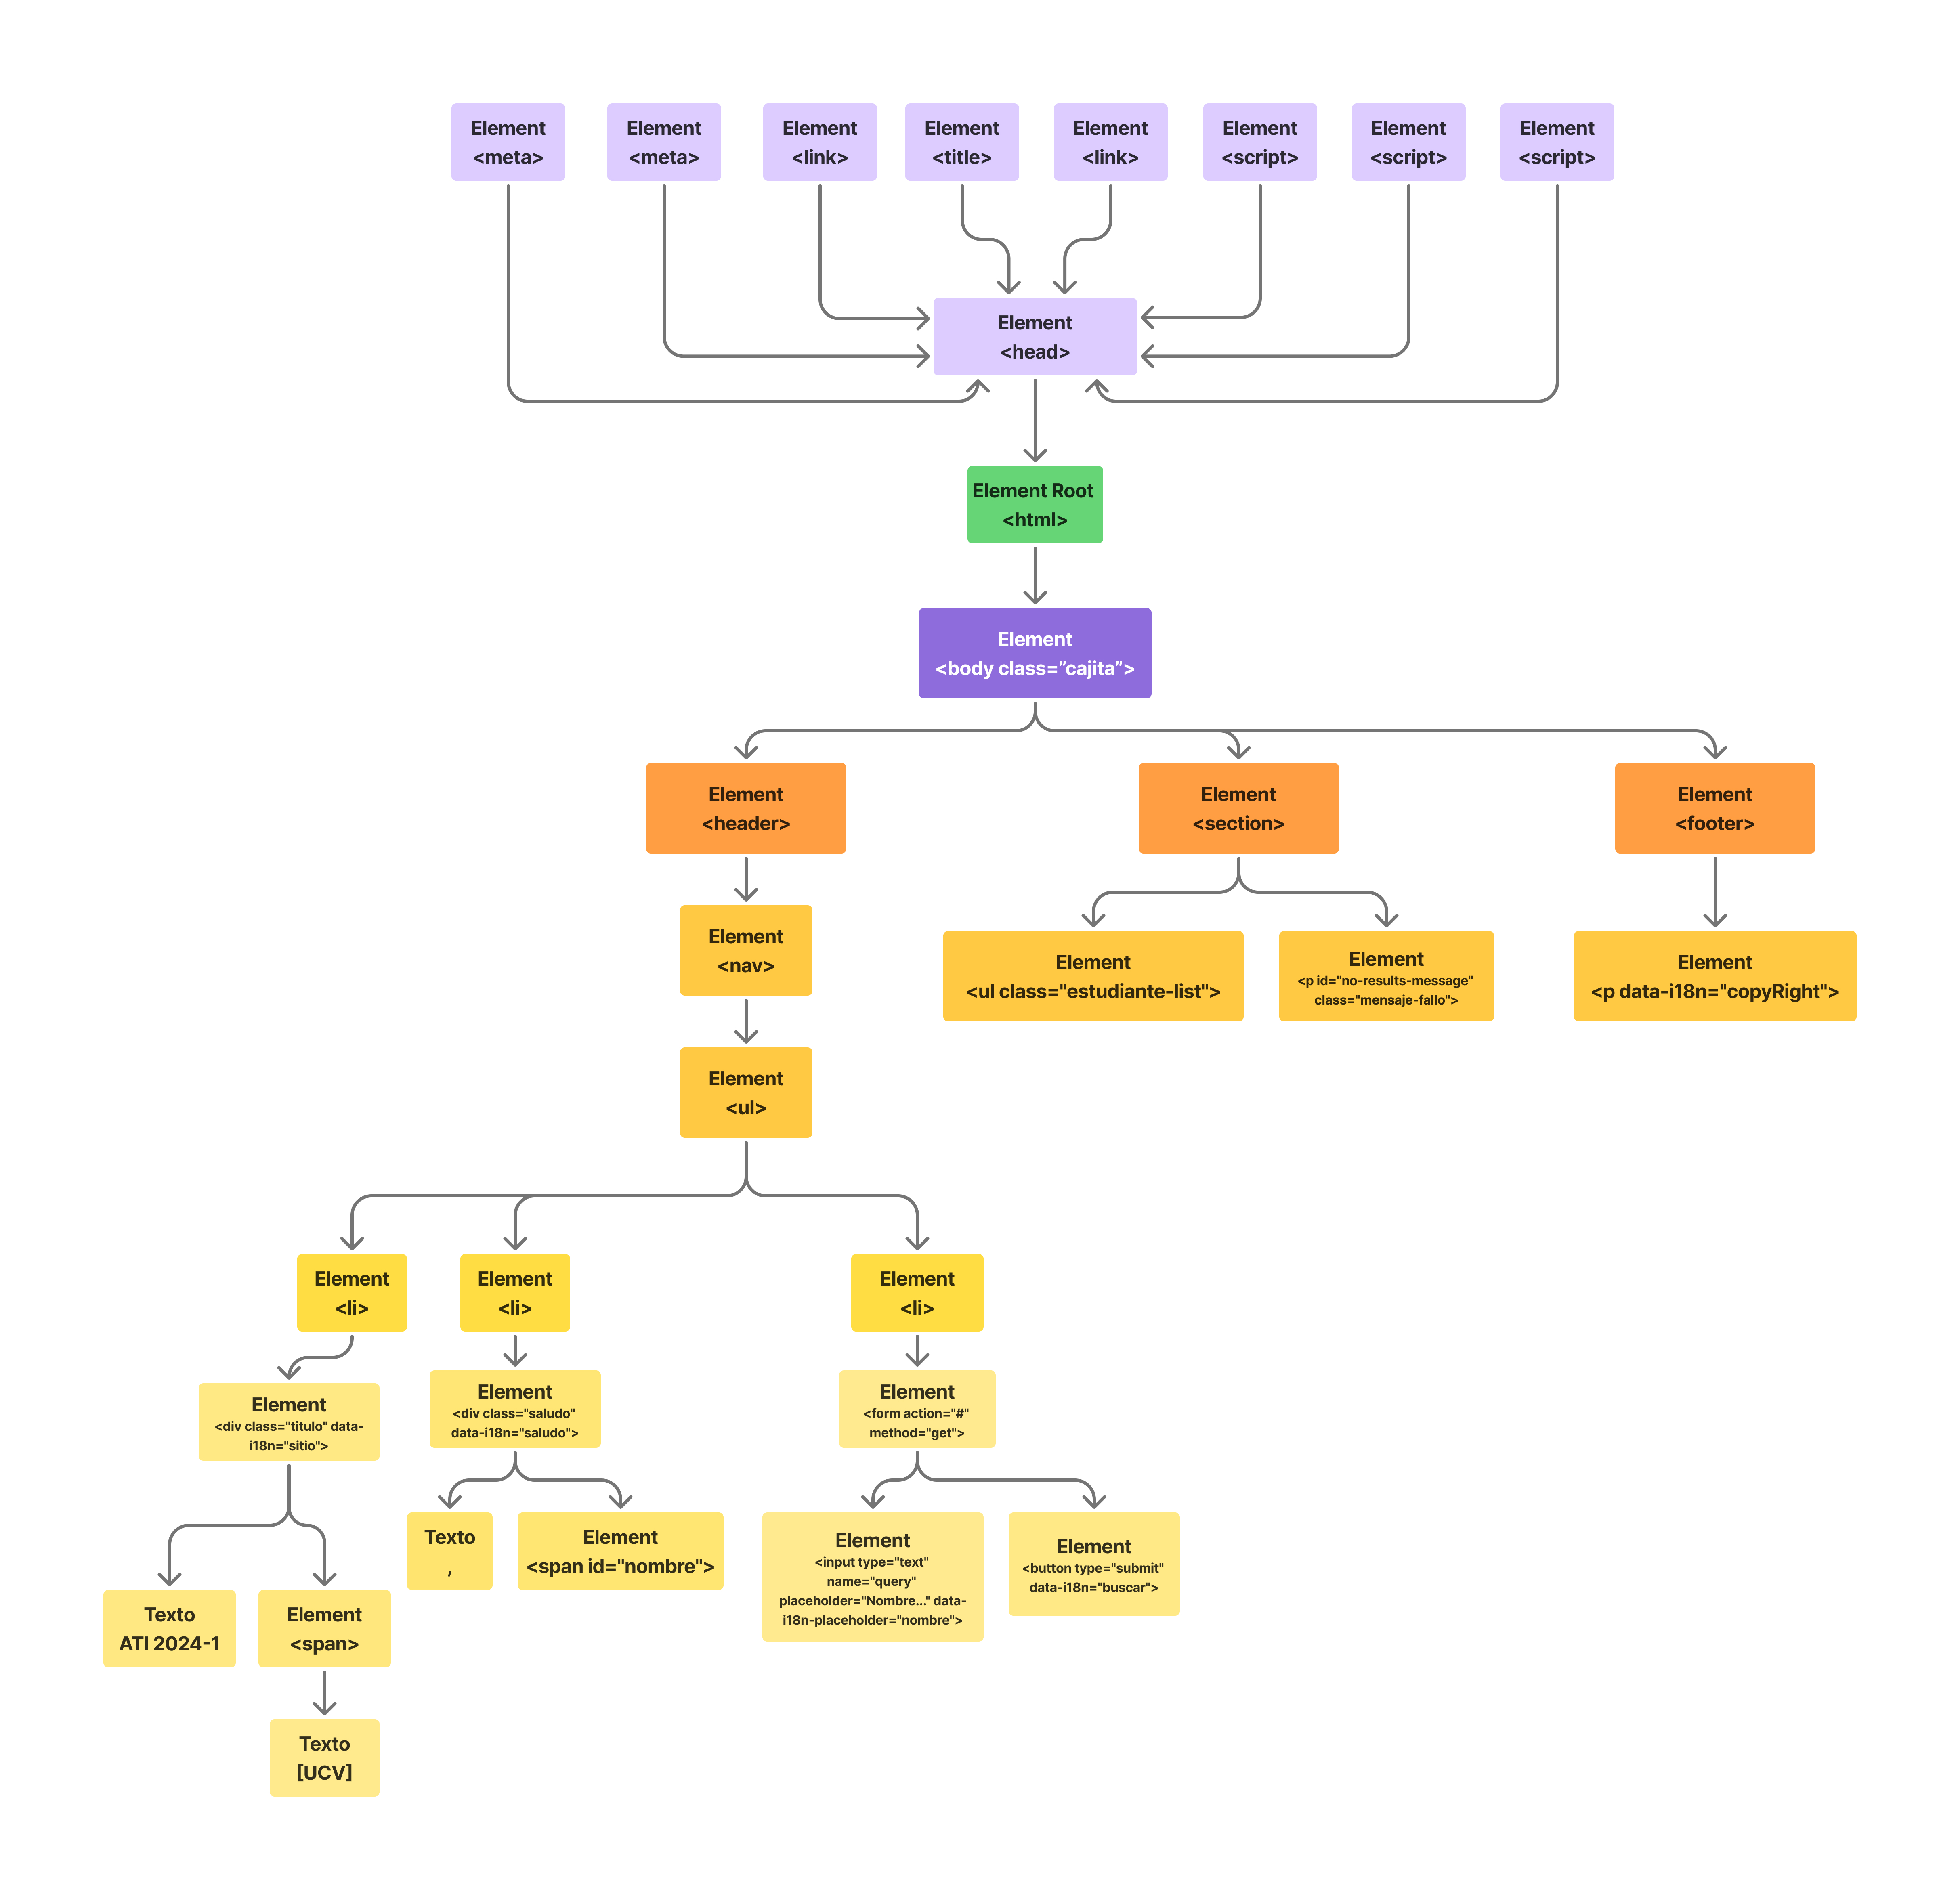 Element
<meta>
Element
<meta>
Element
<link>
Element
<title>
Element
<link>
Element
<script>
Element
<script>
Element
<script>
Element
<head>
Element Root
<html>
Element
<body class=”cajita”>
Element
<header>
Element
<section>
Element
<footer>
Element
<nav>
Element
<ul class="estudiante-list">
Element
<p id="no-results-message"
class="mensaje-fallo">
Element
<p data-i18n="copyRight">
Element
<ul>
Element
<li>
Element
<li>
Element
<li>
Element
<div class="titulo" data-
i18n="sitio">
Element
<div class="saludo"
data-i18n="saludo">
Element
<form action="#"
method="get">
Texto
,
Element
<span id="nombre">
Element
<input type="text"
name="query"
placeholder="Nombre..." data-
i18n-placeholder="nombre">
Element
<button type="submit"
data-i18n="buscar">
Texto
ATI 2024-1
Element
<span>
Texto
[UCV]